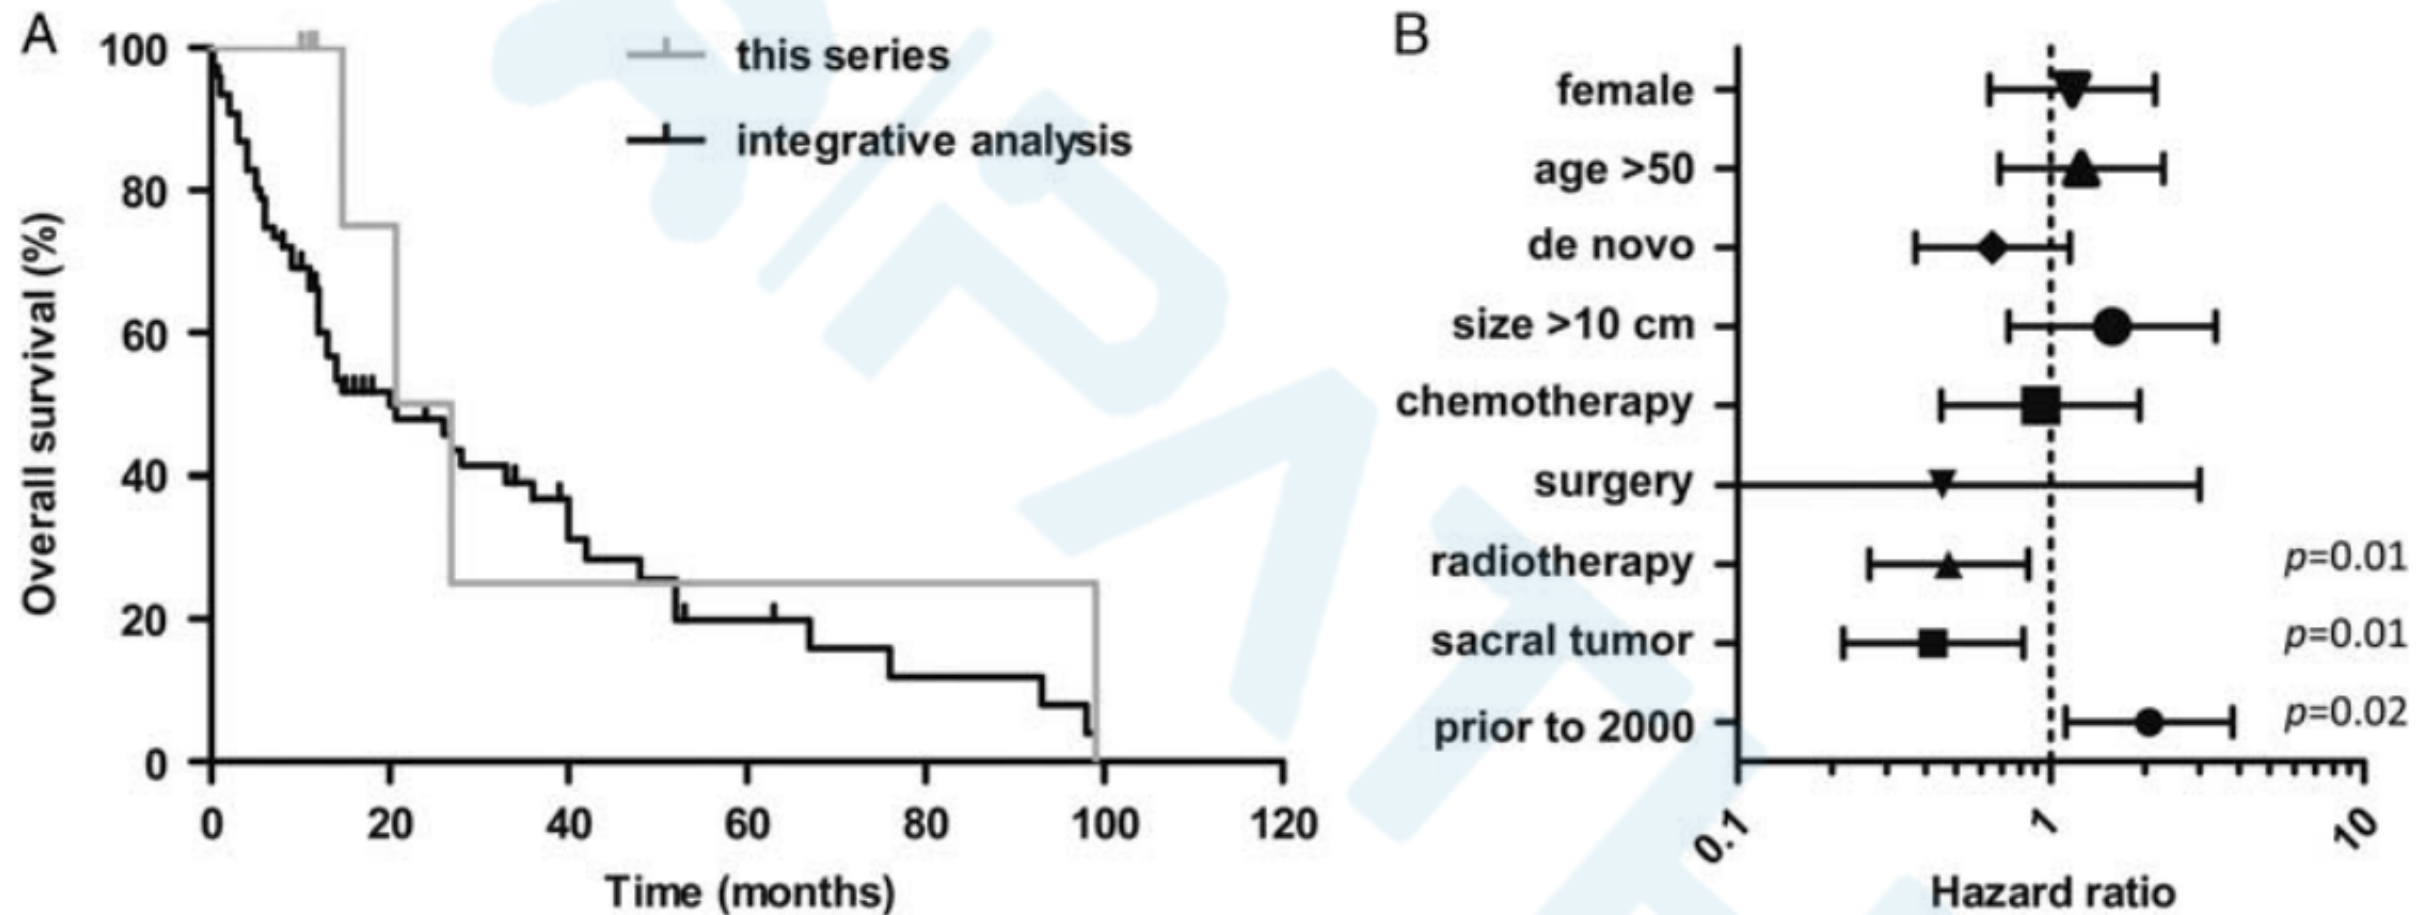 A
100
80
60
40
20
0
Overall survival (%)
this series
integrative analysis
0 20 40 60 80 100 120
Time (months)
B
female
age >50
de novo
size >10 cm
chemotherapy
surgery
radiotherapy p=0.01
sacral tumor p=0.01
prior to 2000 p=0.02
0.1 1 10
Hazard ratio